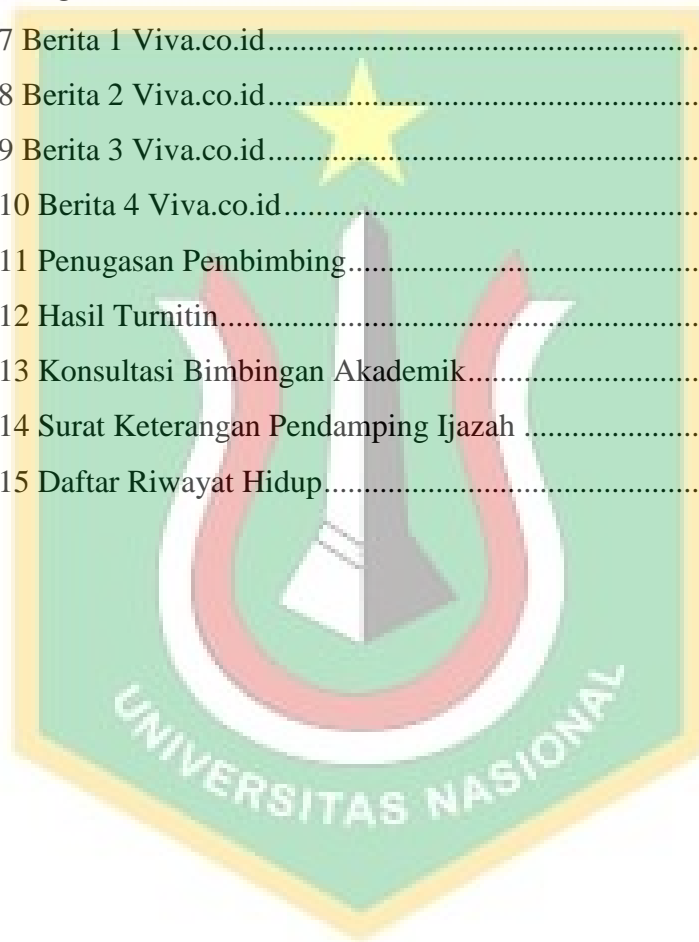 7 Berita 1 Viva.co.id............................................................
8 Berita 2 Viva.co.id............................................................
9 Berita 3 Viva.co.id............................................................
10 Berita 4 Viva.co.id..........................................................
11 Penugasan Pembimbing..................................................
12 Hasil Turnitin...................................................................
13 Konsultasi Bimbingan Akademik...................................
14 Surat Keterangan Pendamping Ijazah ...........................
15 Daftar Riwayat Hidup.....................................................
UNIVERSITAS NASIONAL